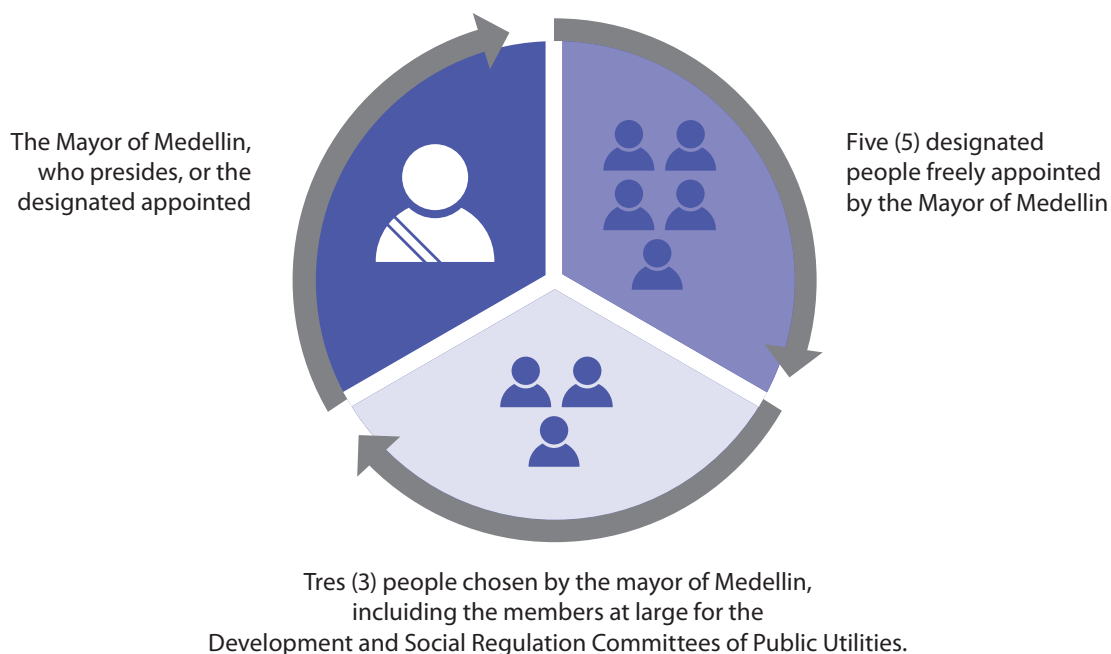 The Mayor of Medellin,
who presides, or the
designated appointed
Five (5) designated
people freely appointed
by the Mayor of Medellin
Tres (3) people chosen by the mayor of Medellin,
incluiding the members at large for the
Development and Social Regulation Committees of Public Utilities.